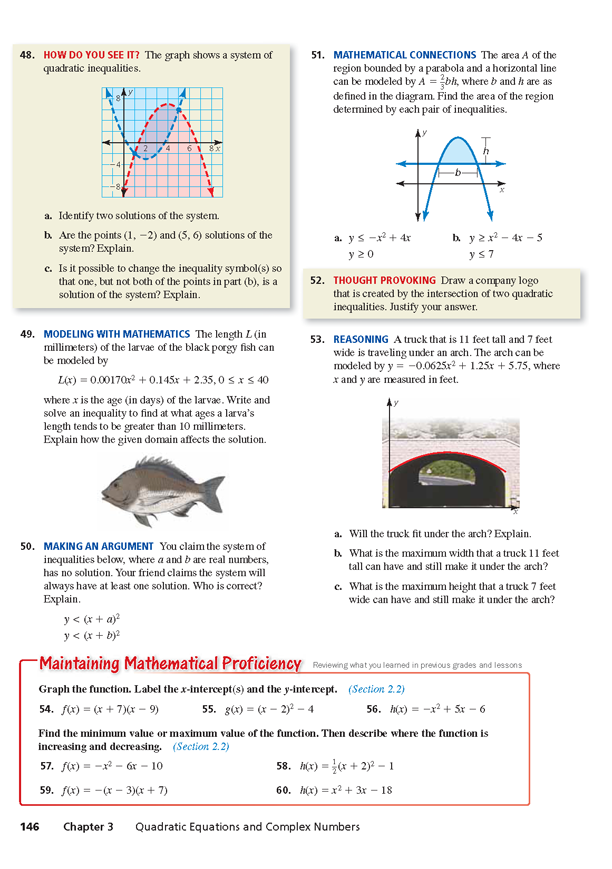 48. HOW DO YOU SEE IT? The graph shows a system of
quadratic inequalities.
y
8
2 4 6 8 x
−4
−8
a. Identify two solutions of the system.
b. Are the points (1, −2) and (5, 6) solutions of the
system? Explain.
c. Is it possible to change the inequality symbol(s) so
that one, but not both of the points in part (b), is a
solution of the system? Explain.
49. MODELING WITH MATHEMATICS The length L (in
millimeters) of the larvae of the black porgy fish can
be modeled by
L(x) = 0.00170x² + 0.145x + 2.35, 0 ≤ x ≤ 40
where x is the age (in days) of the larvae. Write and
solve an inequality to find at what ages a larva’s
length tends to be greater than 10 millimeters.
Explain how the given domain affects the solution.
50. MAKING AN ARGUMENT You claim the system of
inequalities below, where a and b are real numbers,
has no solution. Your friend claims the system will
always have at least one solution. Who is correct?
Explain.
y < (x + a)²
y < (x + b)²
51. MATHEMATICAL CONNECTIONS The area A of the
region bounded by a parabola and a horizontal line
can be modeled by A = 2/3bh, where b and h are as
defined in the diagram. Find the area of the region
determined by each pair of inequalities.
y
h
b
x
a. y ≤ −x² + 4x b. y ≥ x² − 4x − 5
y ≥ 0 y ≤ 7
52. THOUGHT PROVOKING Draw a company logo
that is created by the intersection of two quadratic
inequalities. Justify your answer.
53. REASONING A truck that is 11 feet tall and 7 feet
wide is traveling under an arch. The arch can be
modeled by y = −0.0625x² + 1.25x + 5.75, where
x and y are measured in feet.
y
x
a. Will the truck fit under the arch? Explain.
b. What is the maximum width that a truck 11 feet
tall can have and still make it under the arch?
c. What is the maximum height that a truck 7 feet
wide can have and still make it under the arch?
Maintaining Mathematical Proficiency Reviewing what you learned in previous grades and lessons
Graph the function. Label the x-intercept(s) and the y-intercept. (Section 2.2)
54. f(x) = (x + 7)(x − 9) 55. g(x) = (x − 2)² − 4 56. h(x) = −x² + 5x − 6
Find the minimum value or maximum value of the function. Then describe where the function is
increasing and decreasing. (Section 2.2)
57. f(x) = −x² − 6x − 10 58. h(x) = 1/2(x + 2)² − 1
59. f(x) = −(x − 3)(x + 7) 60. h(x) = x² + 3x − 18
146 Chapter 3 Quadratic Equations and Complex Numbers